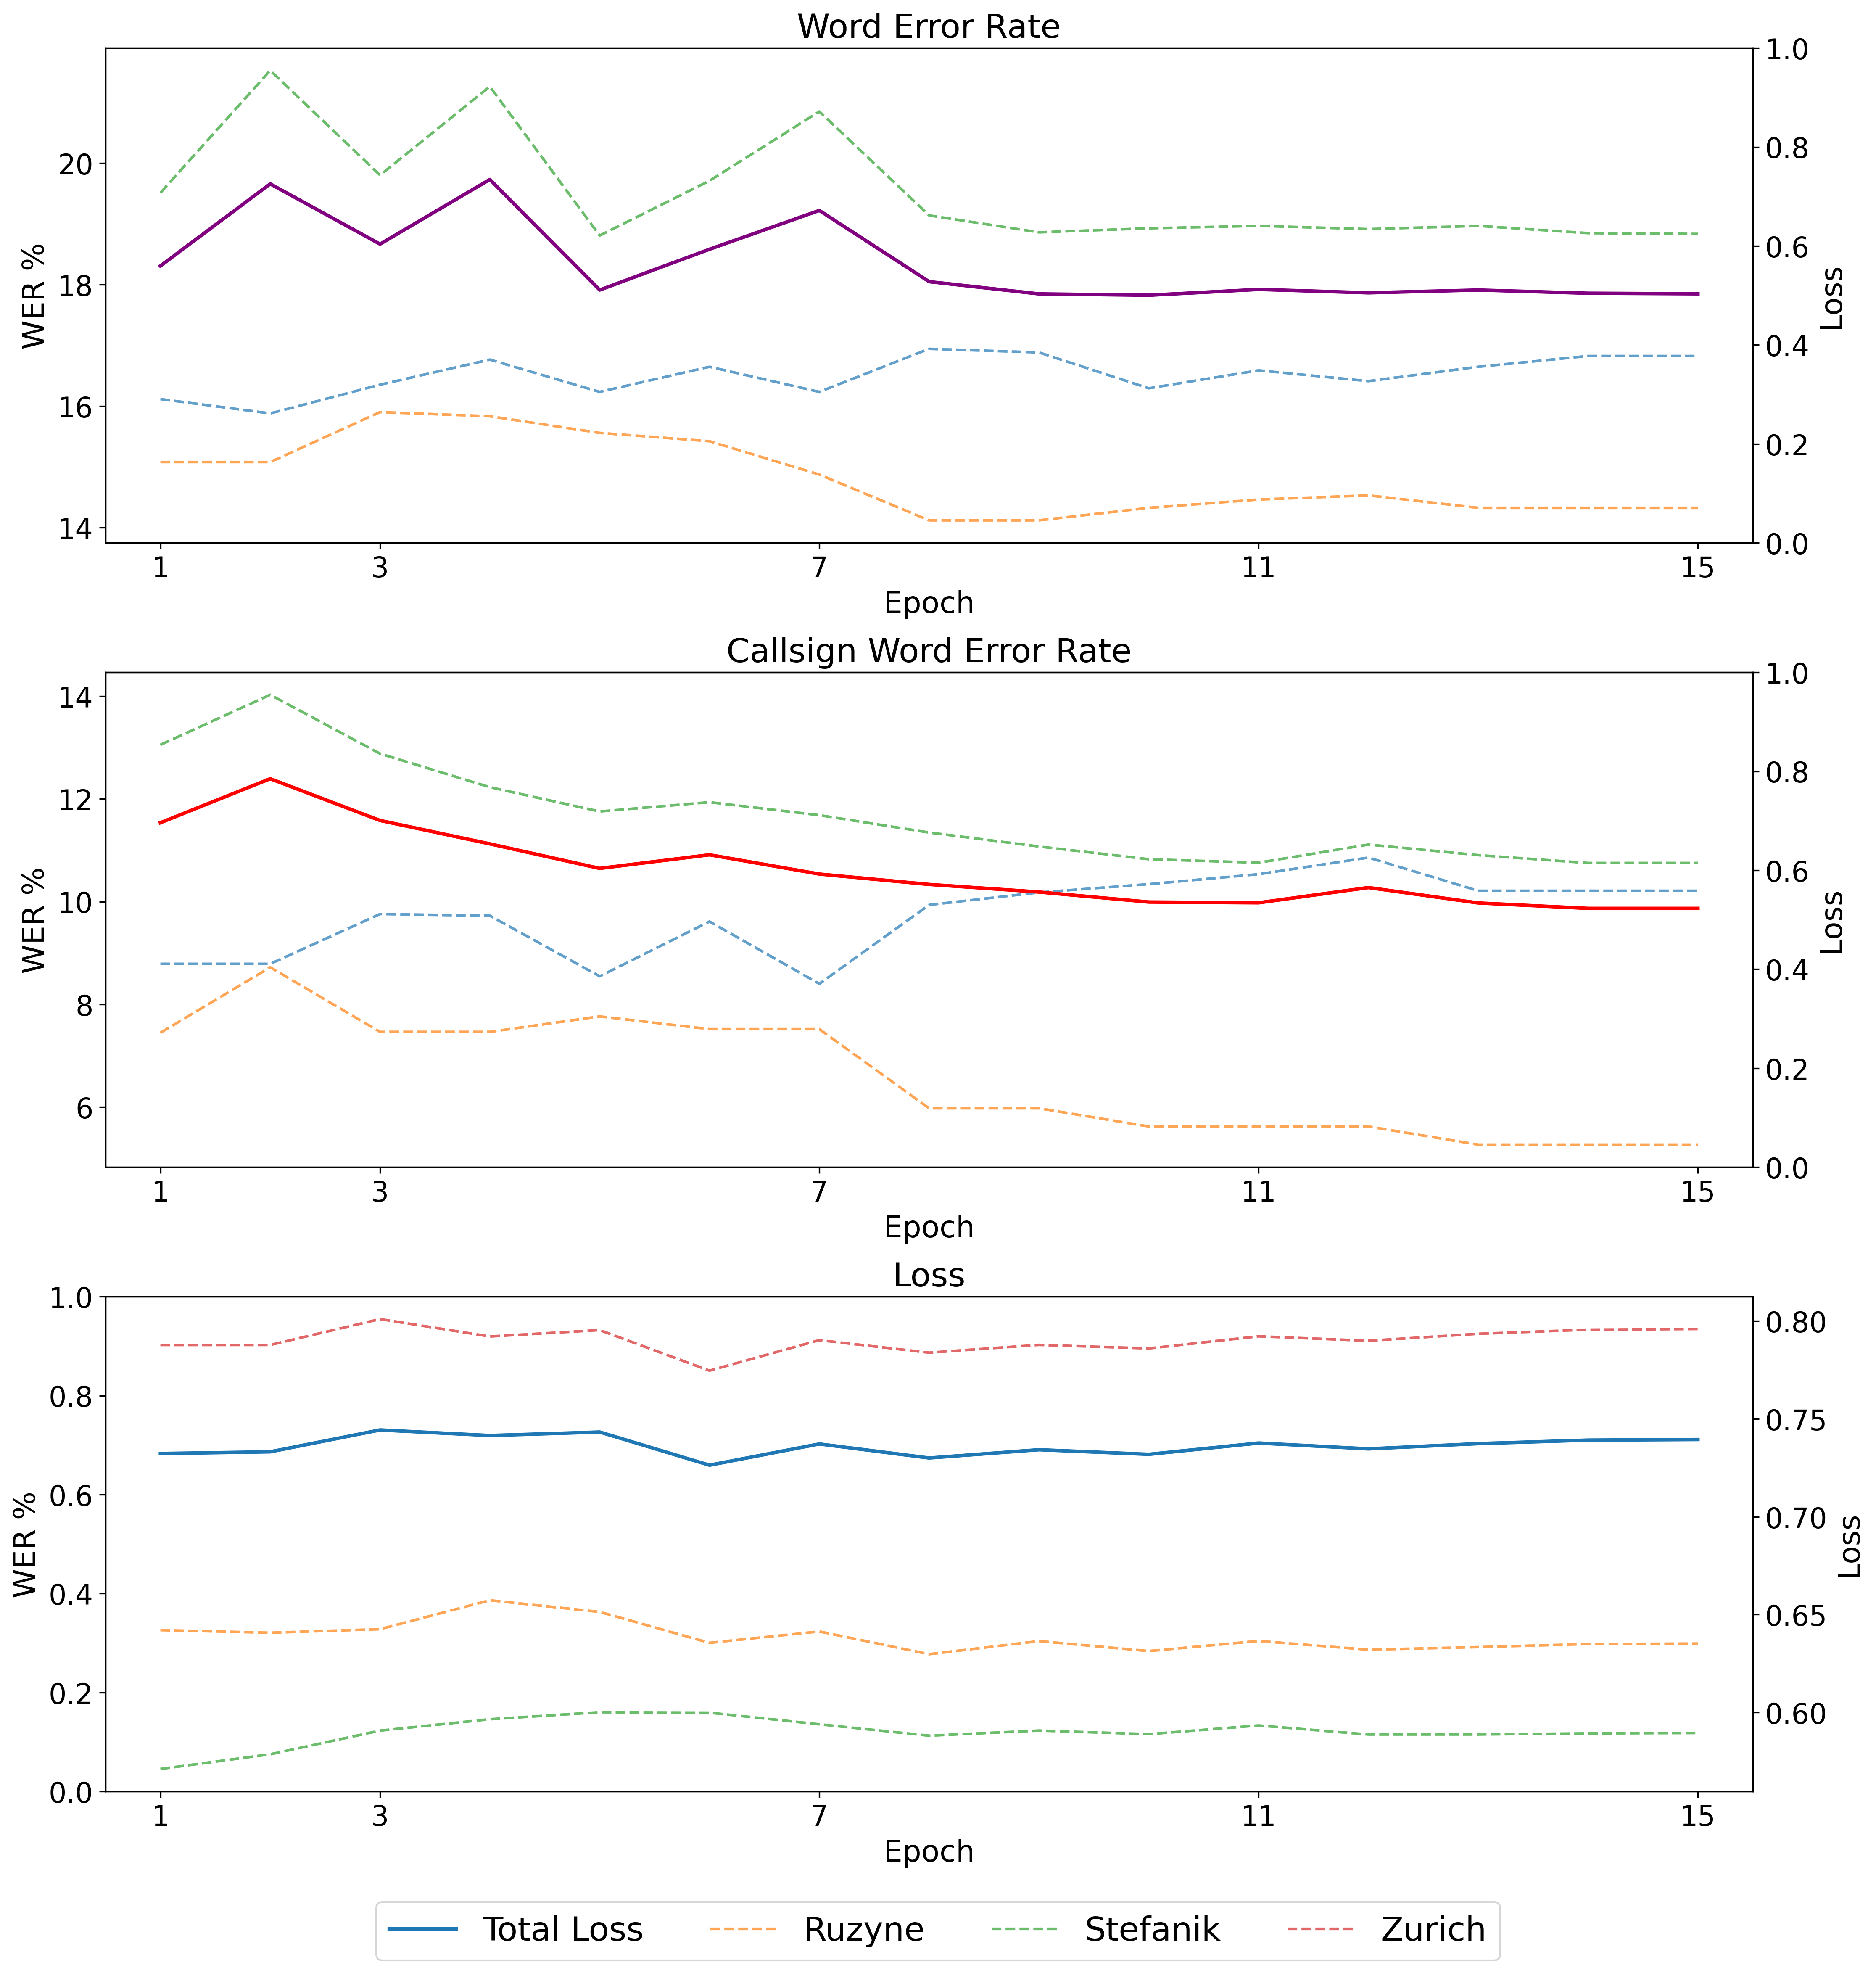 Word Error Rate
WER %
20
18
16
14
1.0
0.8
0.6
0.4
0.2
0.0
Loss
1 3 7 11 15
Epoch
Callsign Word Error Rate
WER %
14
12
10
8
6
1.0
0.8
0.6
0.4
0.2
0.0
Loss
1 3 7 11 15
Epoch
Loss
WER %
1.0
0.8
0.6
0.4
0.2
0.0
0.80
0.75
0.70
0.65
0.60
Loss
1 3 7 11 15
Epoch
Total Loss Ruzyne Stefanik Zurich